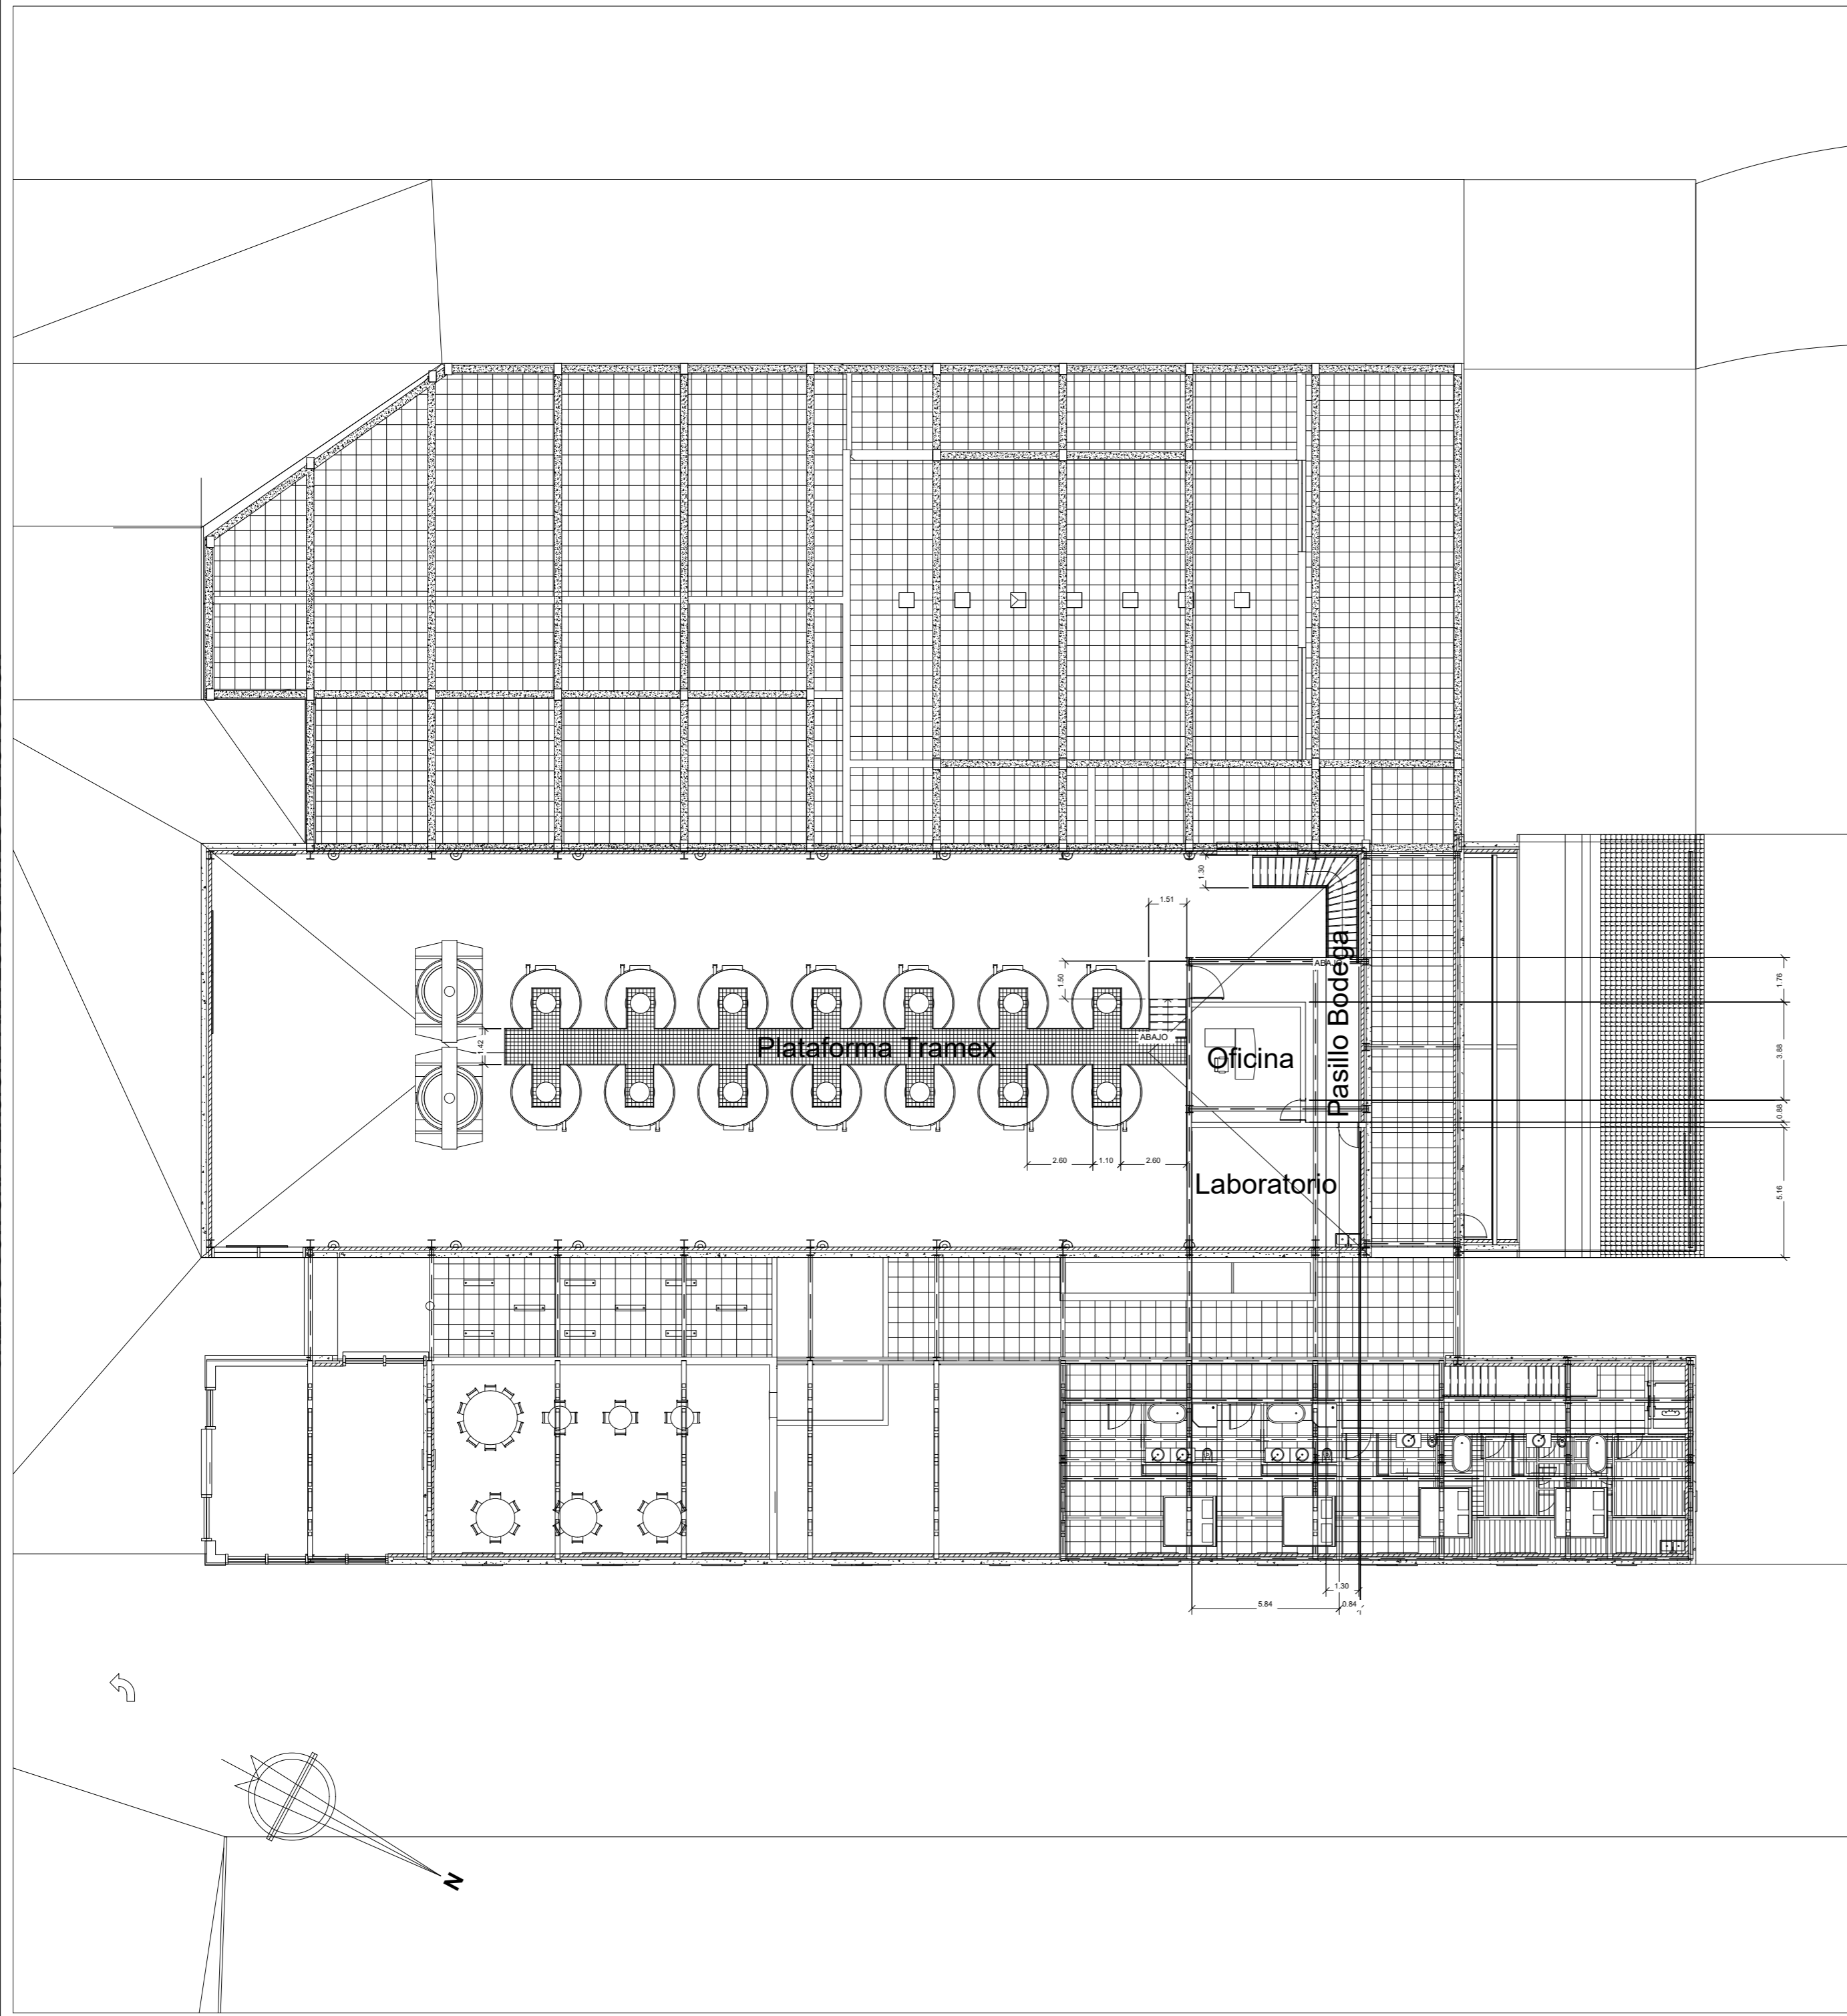 1.30
1.51
Pasillo Bodega
ABAJO
1.50
1.76
1.42
Plataforma Tramex
ABAJO
Oficina
3.88
0.88
2.60
1.10
2.60
Laboratorio
5.16
1.30
5.84
0.84
N